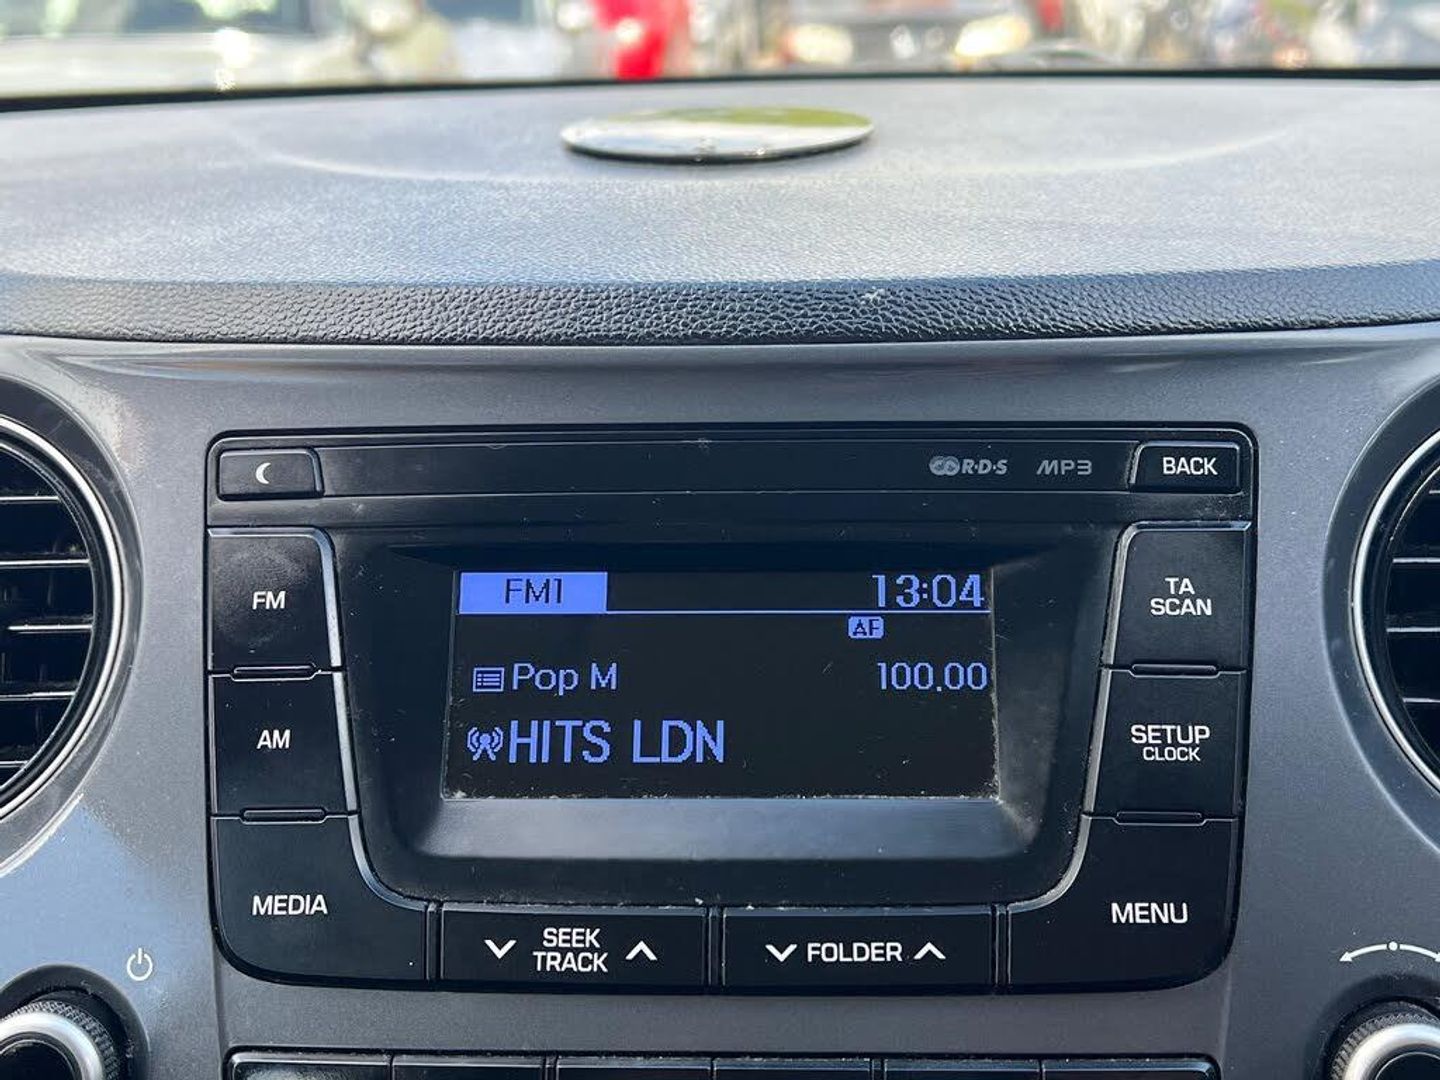 R·D·S MP3 BACK
FM
AM
MEDIA
FM1 13:04
AF
Pop M 100.00
HITS LDN
TA
SCAN
SETUP
CLOCK
MENU
SEEK
TRACK
FOLDER